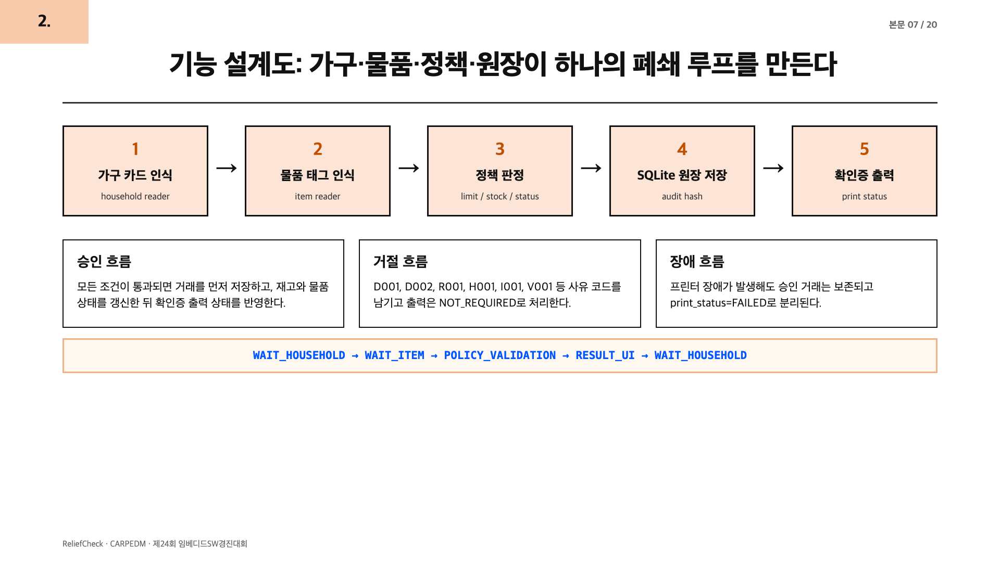 2.
본문 07 / 20
기능 설계도: 가구·물품·정책·원장이 하나의 폐쇄 루프를 만든다
1
가구 카드 인식
household reader
→
2
물품 태그 인식
item reader
→
3
정책 판정
limit / stock / status
→
4
SQLite 원장 저장
audit hash
→
5
확인증 출력
print status
승인 흐름
모든 조건이 통과되면 거래를 먼저 저장하고, 재고와 물품
상태를 갱신한 뒤 확인증 출력 상태를 반영한다.
거절 흐름
D001, D002, R001, H001, I001, V001 등 사유 코드를
남기고 출력은 NOT_REQUIRED로 처리한다.
장애 흐름
프린터 장애가 발생해도 승인 거래는 보존되고
print_status=FAILED로 분리된다.
WAIT_HOUSEHOLD → WAIT_ITEM → POLICY_VALIDATION → RESULT_UI → WAIT_HOUSEHOLD
ReliefCheck · CARPEDM · 제24회 임베디드SW경진대회